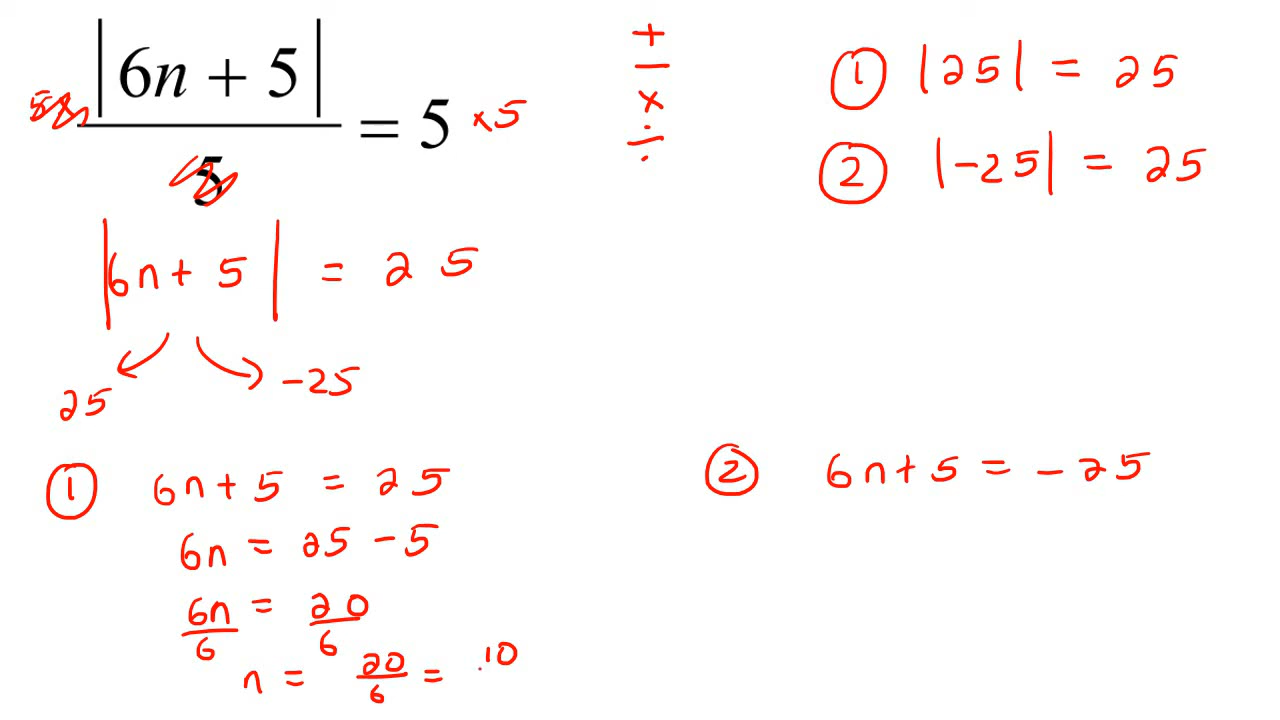 |6n + 5|
5 = 5 ×5
|6n + 5| = 25
25 -25
① 6n + 5 = 25
6n = 25 - 5
6n = 20
6 6
n = 20/6 = 10
+
-
×
÷
① |25| = 25
② |-25| = 25
② 6n + 5 = -25